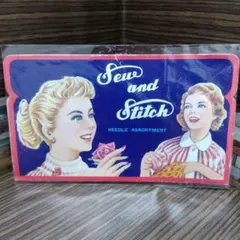 Sew
and
Stitch
NEEDLE ASSORTMENT